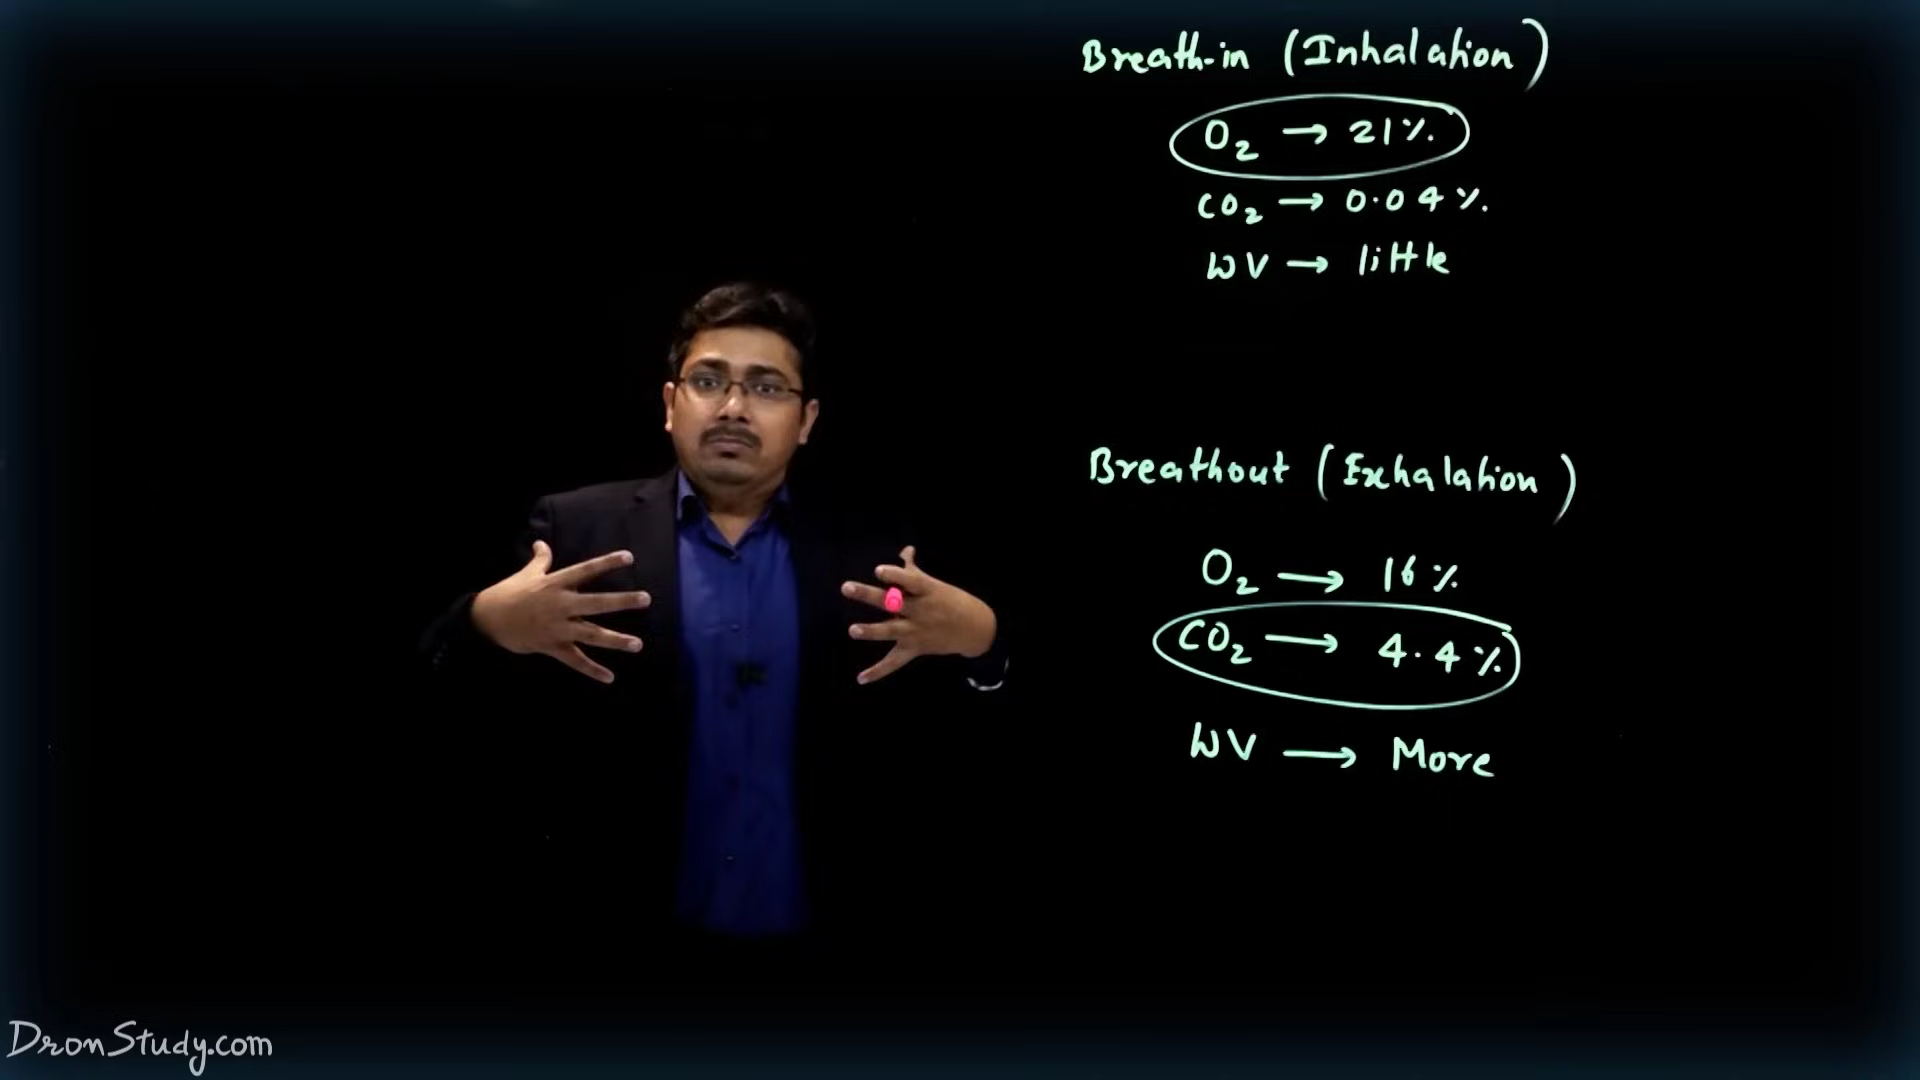 Breath-in (Inhalation)
O₂ → 21%.
CO₂ → 0.04%.
WV → little
Breathout (Exhalation)
O₂ → 16%
CO₂ → 4.4%
WV → More
DronStudy.com